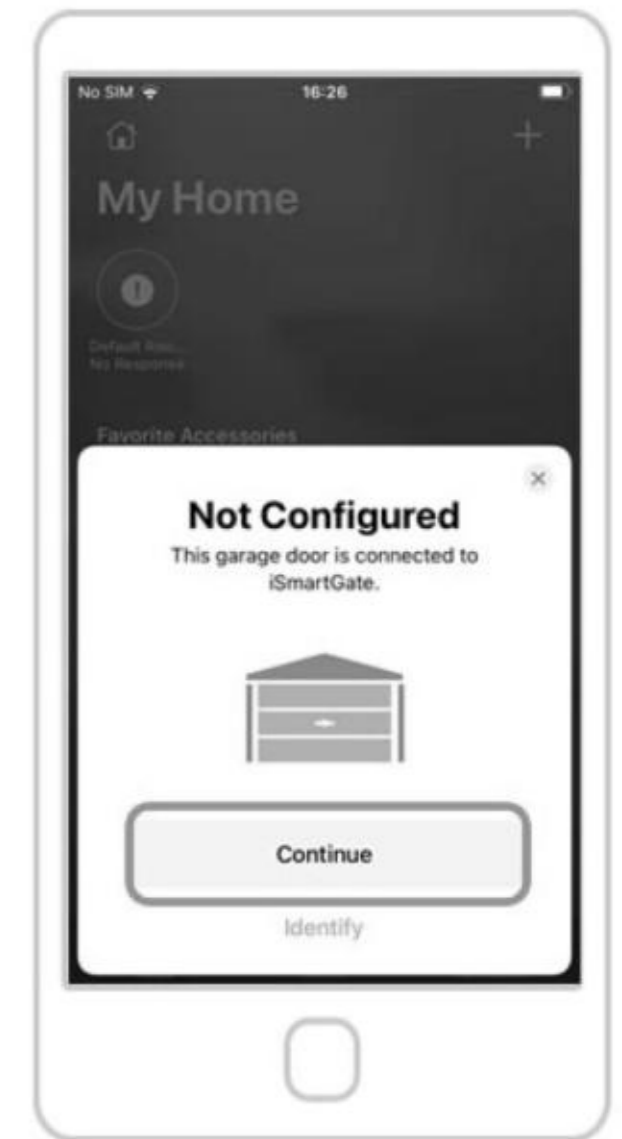 No SIM 16:26
My Home
Default Roo...
No Response
Favorite Accessories
Not Configured
This garage door is connected to
iSmartGate.
Continue
Identify